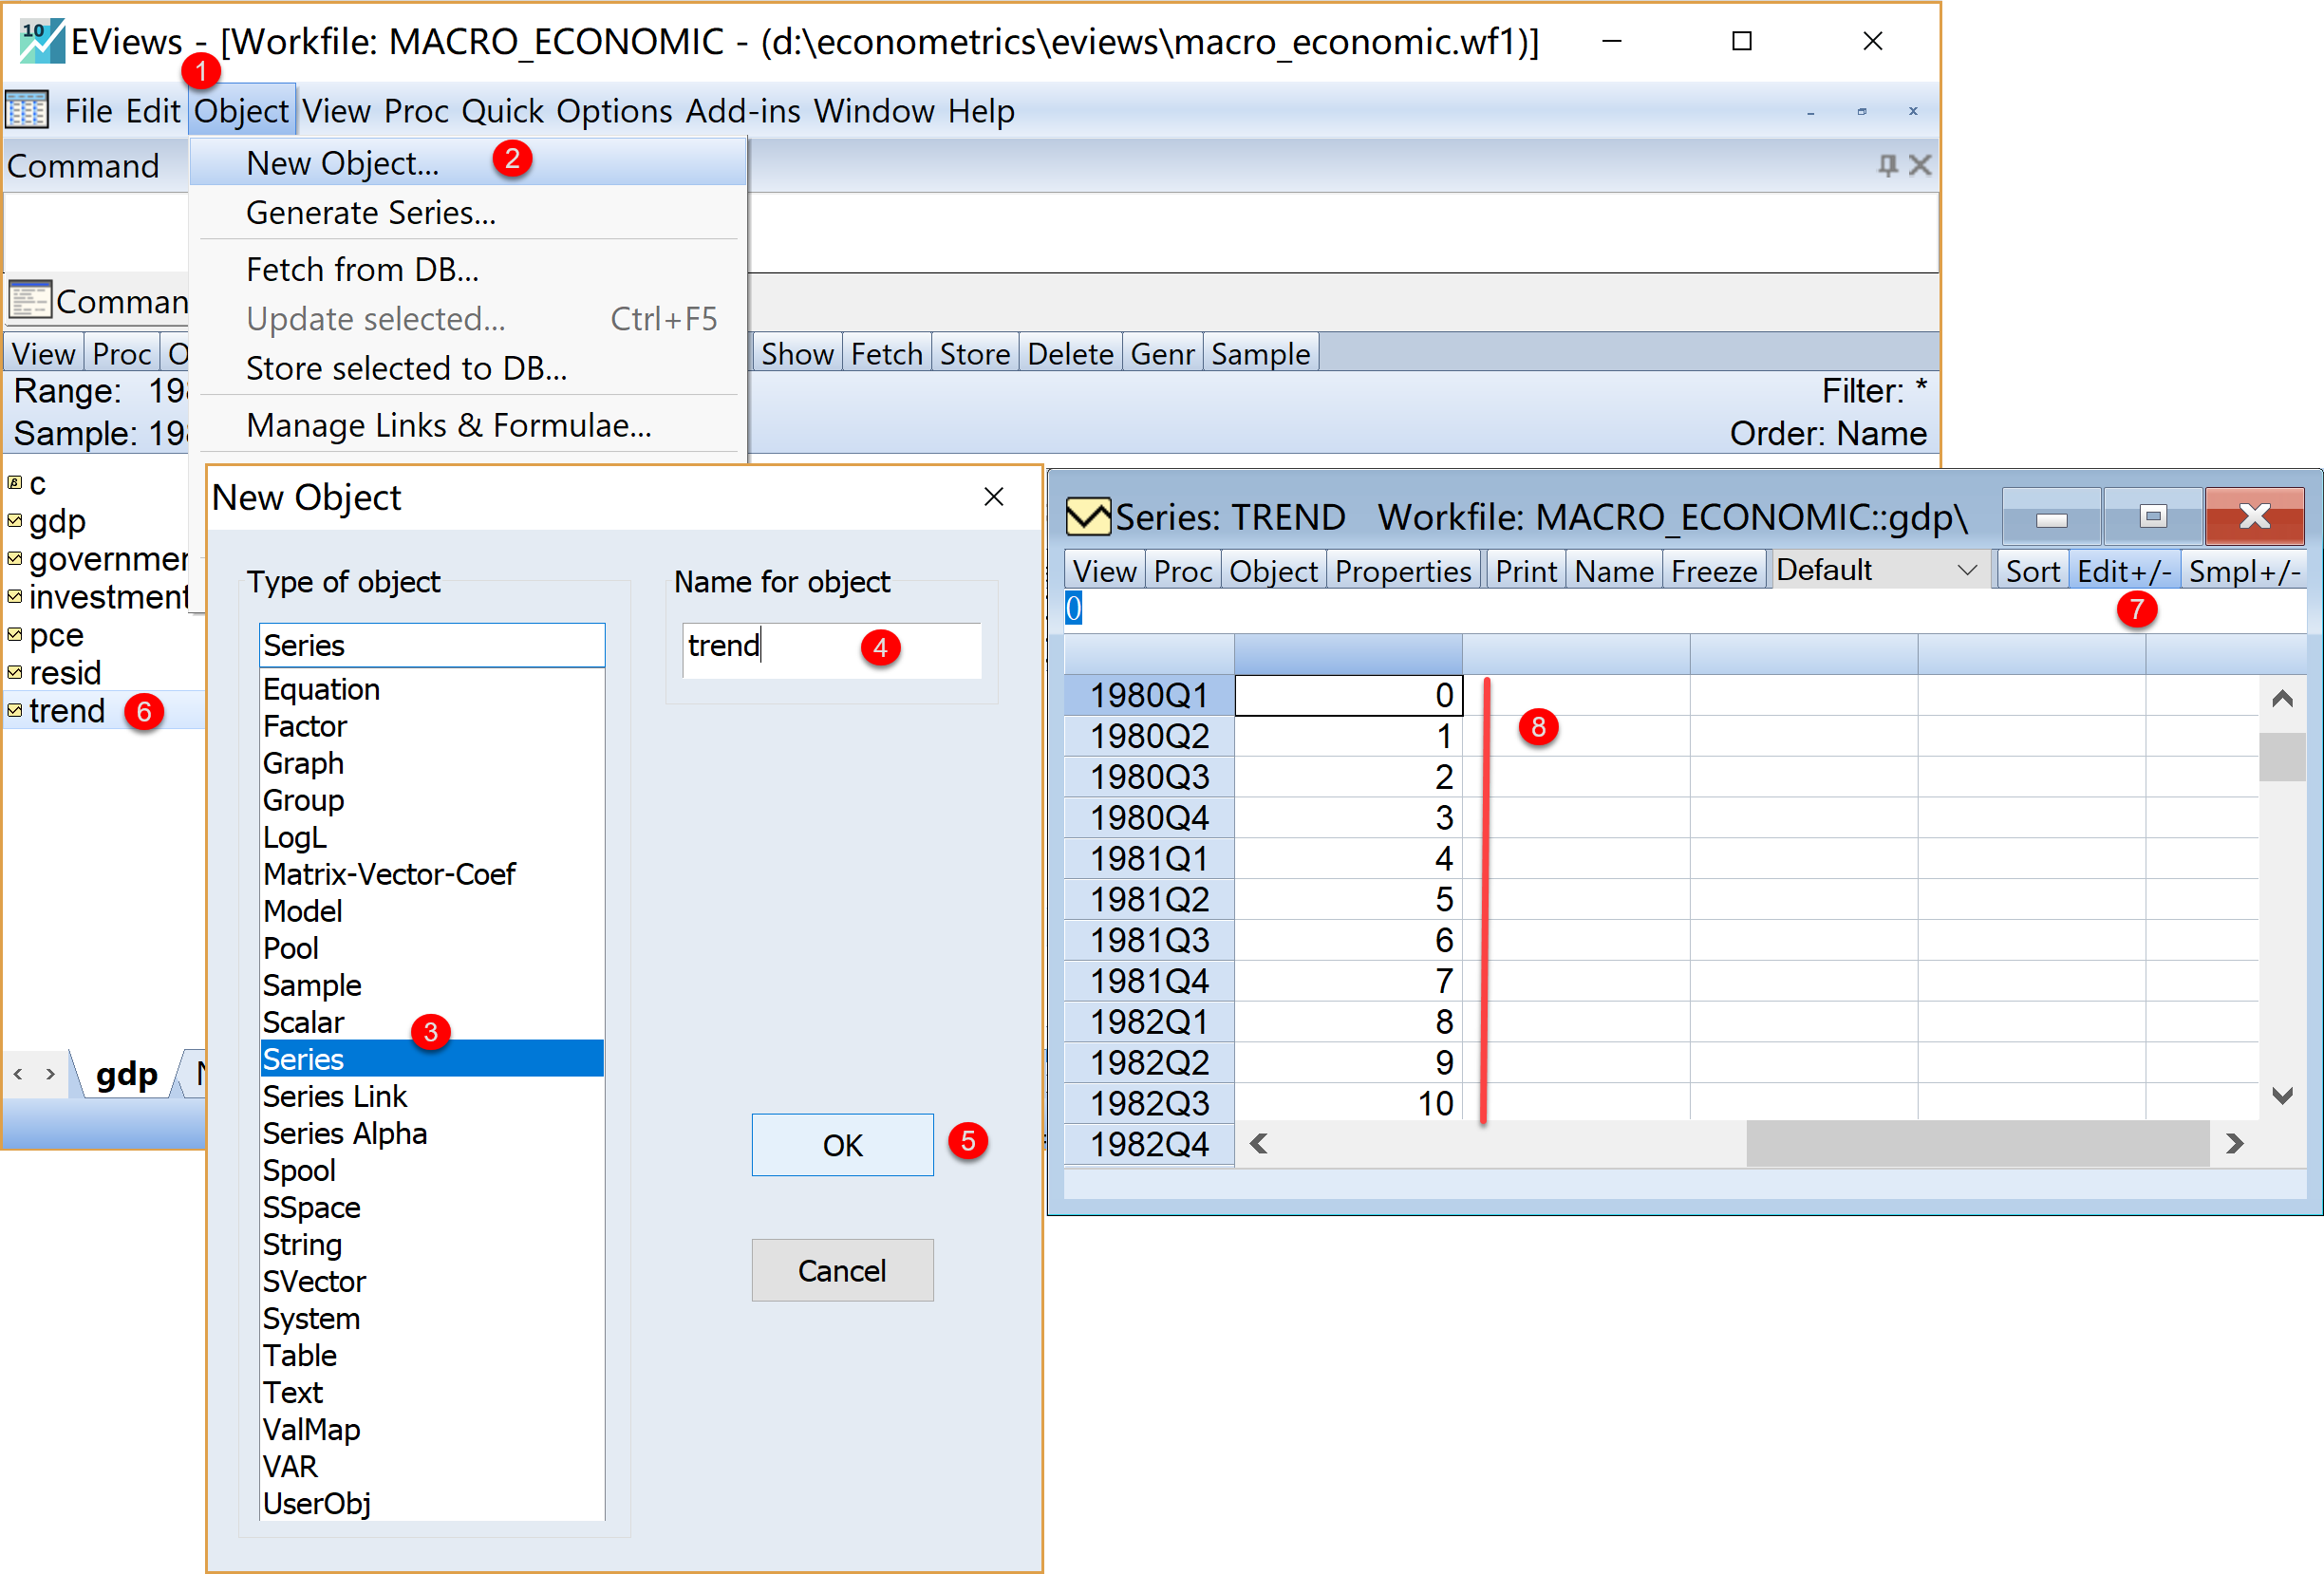 10
EViews - [Workfile: MACRO_ECONOMIC - (d:\econometrics\eviews\macro_economic.wf1)]
1
File Edit Object View Proc Quick Options Add-ins Window Help
Command
New Object... 2
Generate Series...
Fetch from DB...
Update selected... Ctrl+F5
Store selected to DB...
Manage Links & Formulae...
View Proc Show Fetch Store Delete Genr Sample
Range: Filter: *
Sample: Order: Name
c
gdp
pce
resid
trend 6
gdp
New Object
Type of object
Series
Equation
Factor
Graph
Group
LogL
Matrix-Vector-Coef
Model
Pool
Sample
Scalar
3
Series
Series Link
Series Alpha
Spool
SSpace
String
SVector
System
Table
Text
ValMap
VAR
UserObj
Name for object
trend 4
OK 5
Cancel
Series: TREND Workfile: MACRO_ECONOMIC::gdp\
View Proc Object Properties Print Name Freeze Default Sort Edit+/- Smpl+/-
0
7
1980Q1 0
8
1980Q2 1
1980Q3 2
1980Q4 3
1981Q1 4
1981Q2 5
1981Q3 6
1981Q4 7
1982Q1 8
1982Q2 9
1982Q3 10
1982Q4